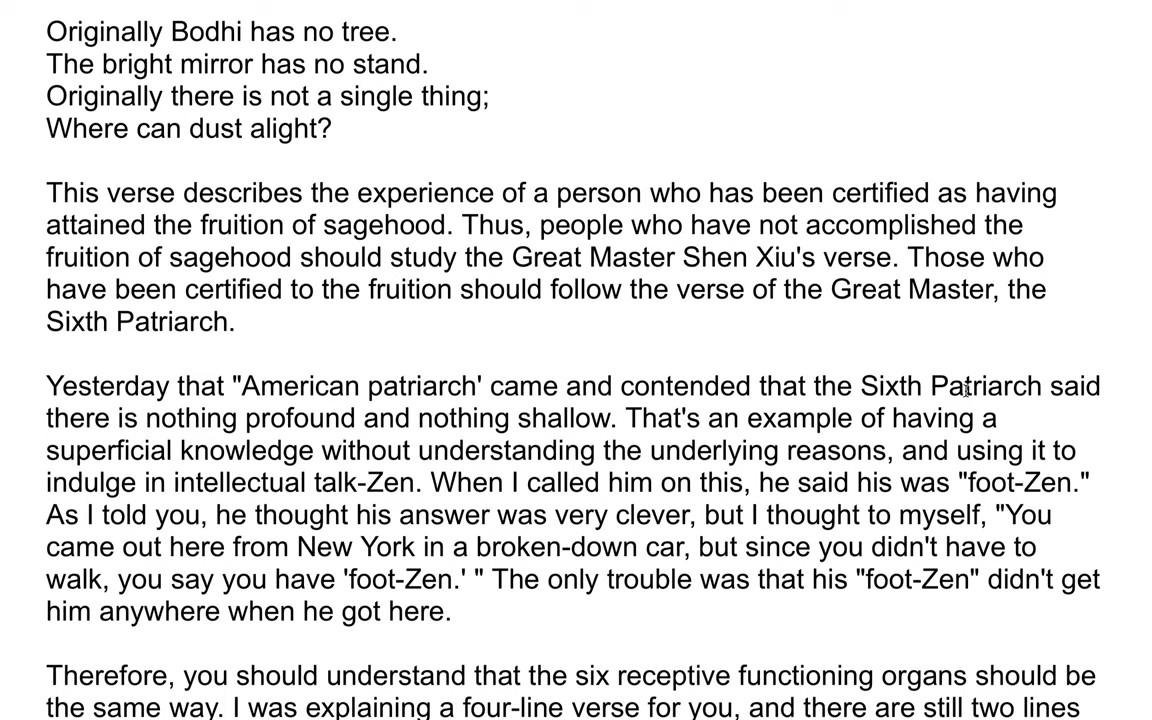 Originally Bodhi has no tree.
The bright mirror has no stand.
Originally there is not a single thing;
Where can dust alight?
This verse describes the experience of a person who has been certified as having
attained the fruition of sagehood. Thus, people who have not accomplished the
fruition of sagehood should study the Great Master Shen Xiu's verse. Those who
have been certified to the fruition should follow the verse of the Great Master, the
Sixth Patriarch.
Yesterday that "American patriarch' came and contended that the Sixth Patriarch said
there is nothing profound and nothing shallow. That's an example of having a
superficial knowledge without understanding the underlying reasons, and using it to
indulge in intellectual talk-Zen. When I called him on this, he said his was "foot-Zen."
As I told you, he thought his answer was very clever, but I thought to myself, "You
came out here from New York in a broken-down car, but since you didn't have to
walk, you say you have 'foot-Zen.' " The only trouble was that his "foot-Zen" didn't get
him anywhere when he got here.
Therefore, you should understand that the six receptive functioning organs should be
the same way. I was explaining a four-line verse for you, and there are still two lines